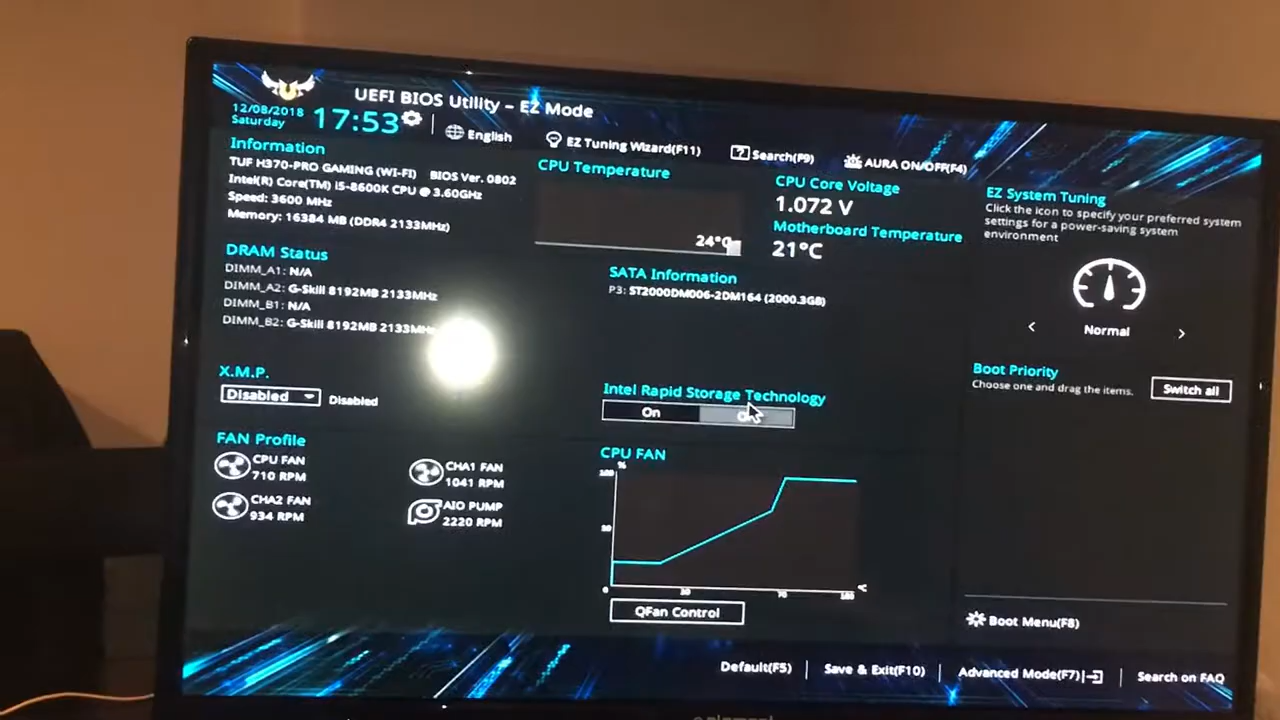 UEFI BIOS Utility – EZ Mode
12/08/2018
Saturday
17:53
English
EZ Tuning Wizard(F11)
Search(F9)
AURA ON/OFF(F4)
Information
TUF H370-PRO GAMING (WI-FI) BIOS Ver. 0802
Intel(R) Core(TM) i5-8600K CPU @ 3.60GHz
Speed: 3600 MHz
Memory: 16384 MB (DDR4 2133MHz)
CPU Temperature
24°C
CPU Core Voltage
1.072 V
Motherboard Temperature
21°C
EZ System Tuning
Click the icon to specify your preferred system
settings for a power-saving system
environment
< Normal >
DRAM Status
DIMM_A1: N/A
DIMM_A2: G-Skill 8192MB 2133MHz
DIMM_B1: N/A
DIMM_B2: G-Skill 8192MB 2133MHz
SATA Information
P3: ST2000DM006-2DM164 (2000.3GB)
X.M.P.
Disabled Disabled
Intel Rapid Storage Technology
On
Boot Priority
Choose one and drag the items.
Switch all
FAN Profile
CPU FAN
710 RPM
CHA1 FAN
1041 RPM
CHA2 FAN
934 RPM
AIO PUMP
2220 RPM
CPU FAN
%
100
50
0
30
70
100
°C
QFan Control
Boot Menu(F8)
Default(F5)
Save & Exit(F10)
Advanced Mode(F7)
Search on FAQ